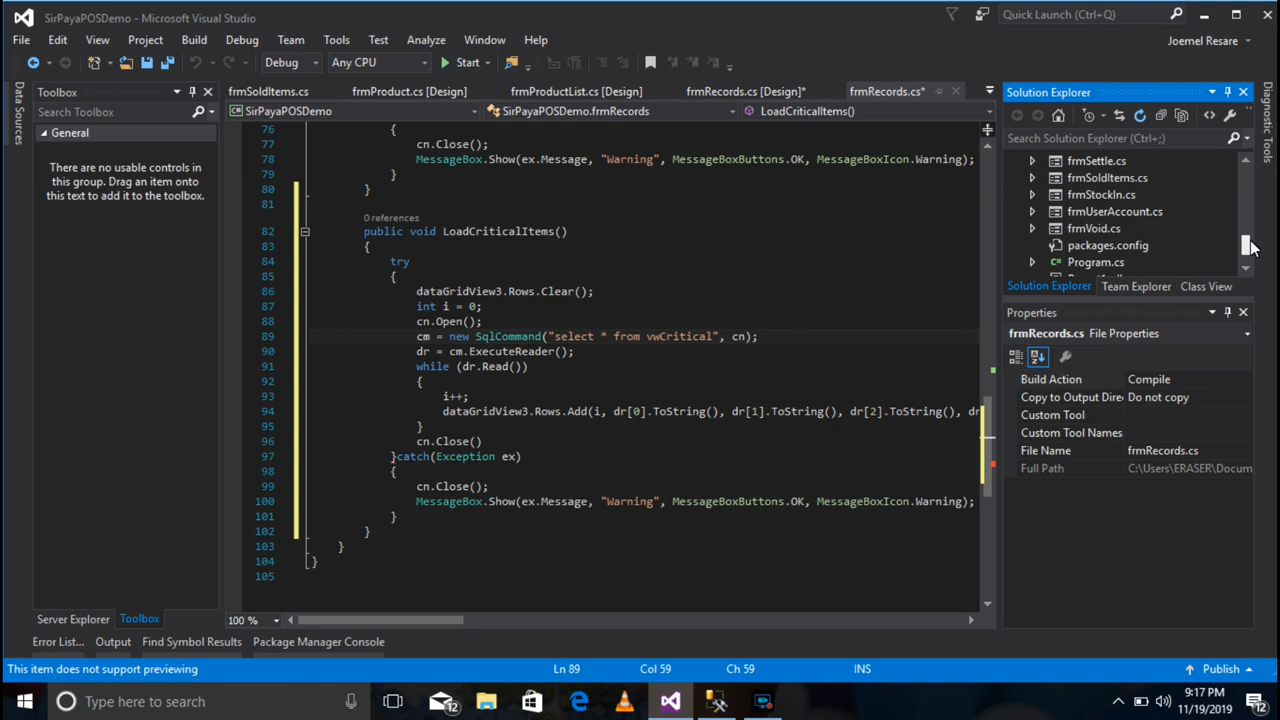 SirPayaPOSDemo - Microsoft Visual Studio
Quick Launch (Ctrl+Q)
File Edit View Project Build Debug Team Tools Test Analyze Window Help
Joemel Resare
Debug Any CPU Start
Data Sources
Toolbox
Search Toolbox
General
There are no usable controls in
this group. Drag an item onto
this text to add it to the toolbox.
Server Explorer Toolbox
frmSoldItems.cs frmProduct.cs [Design] frmProductList.cs [Design] frmRecords.cs [Design]* frmRecords.cs*
SirPayaPOSDemo SirPayaPOSDemo.frmRecords LoadCriticalItems()
76 {
77 cn.Close();
78 MessageBox.Show(ex.Message, "Warning", MessageBoxButtons.OK, MessageBoxIcon.Warning);
79 }
80 }
81
0 references
82 public void LoadCriticalItems()
83 {
84 try
85 {
86 dataGridView3.Rows.Clear();
87 int i = 0;
88 cn.Open();
89 cm = new SqlCommand("select * from vwCritical", cn);
90 dr = cm.ExecuteReader();
91 while (dr.Read())
92 {
93 i++;
94 dataGridView3.Rows.Add(i, dr[0].ToString(), dr[1].ToString(), dr[2].ToString(), dr
95 }
96 cn.Close()
97 }catch(Exception ex)
98 {
99 cn.Close();
100 MessageBox.Show(ex.Message, "Warning", MessageBoxButtons.OK, MessageBoxIcon.Warning);
101 }
102 }
103 }
104 }
105
100 %
Solution Explorer
Search Solution Explorer (Ctrl+;)
frmSettle.cs
frmSoldItems.cs
frmStockIn.cs
frmUserAccount.cs
frmVoid.cs
packages.config
Program.cs
Solution Explorer Team Explorer Class View
Properties
frmRecords.cs File Properties
Build Action Compile
Copy to Output Dire Do not copy
Custom Tool
Custom Tool Names
File Name frmRecords.cs
Full Path C:\Users\ERASER\Docum
Diagnostic Tools
Error List... Output Find Symbol Results Package Manager Console
This item does not support previewing Ln 89 Col 59 Ch 59 INS Publish
Type here to search
12
9:17 PM
11/19/2019
12